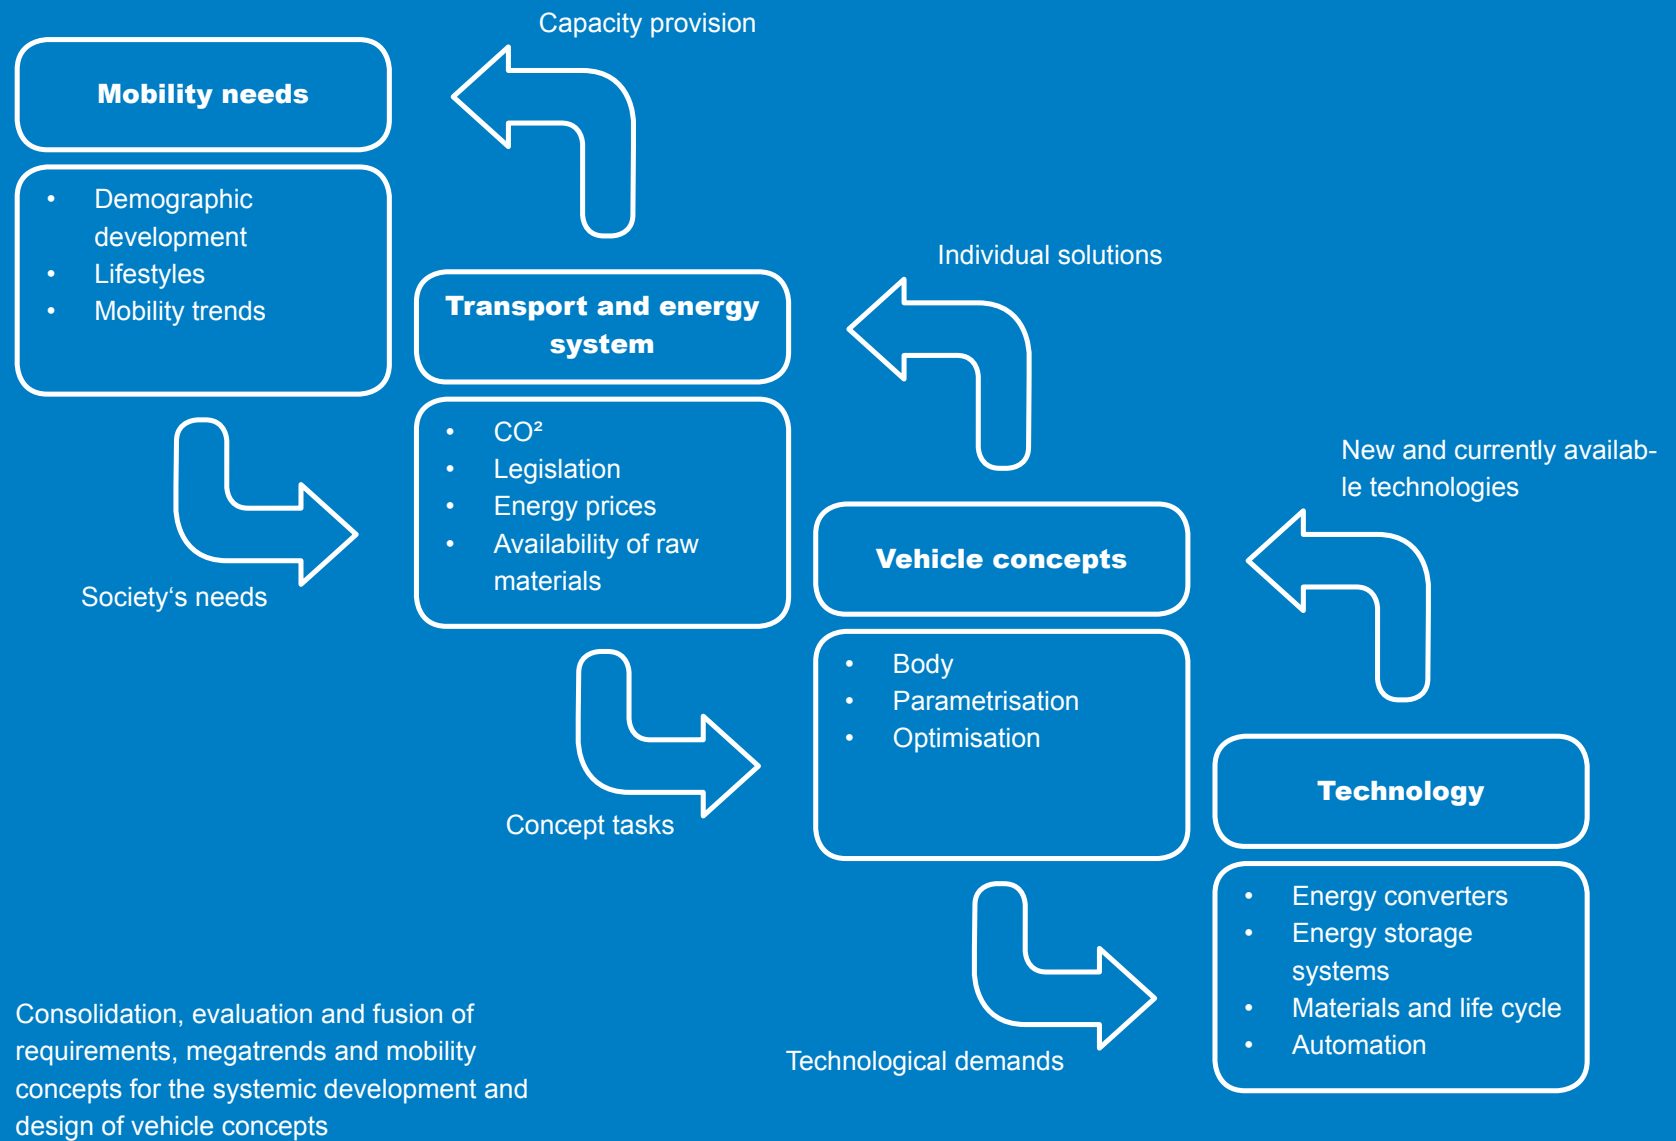 Capacity provision
Mobility needs
• Demographic
development
• Lifestyles
• Mobility trends
Society‘s needs
Individual solutions
Transport and energy
system
• CO²
• Legislation
• Energy prices
• Availability of raw
materials
Concept tasks
New and currently availab-
le technologies
Vehicle concepts
• Body
• Parametrisation
• Optimisation
Technological demands
Technology
• Energy converters
• Energy storage
systems
• Materials and life cycle
• Automation
Consolidation, evaluation and fusion of
requirements, megatrends and mobility
concepts for the systemic development and
design of vehicle concepts